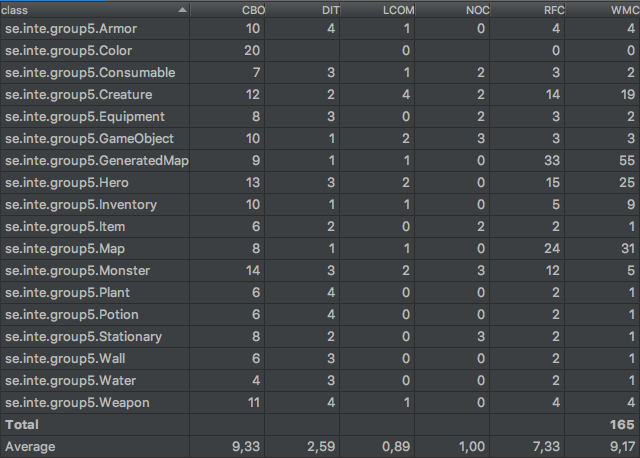 class CBO DIT LCOM NOC RFC WMC
se.inte.group5.Armor 10 4 1 0 4 4
se.inte.group5.Color 20 0 0 0 0
se.inte.group5.Consumable 7 3 1 2 3 2
se.inte.group5.Creature 12 2 4 2 14 19
se.inte.group5.Equipment 8 3 0 2 3 2
se.inte.group5.GameObject 10 1 2 3 3 3
se.inte.group5.GeneratedMap 9 1 1 0 33 55
se.inte.group5.Hero 13 3 2 0 15 25
se.inte.group5.Inventory 10 1 1 0 5 9
se.inte.group5.Item 6 2 0 2 2 1
se.inte.group5.Map 8 1 1 0 24 31
se.inte.group5.Monster 14 3 2 3 12 5
se.inte.group5.Plant 6 4 0 0 2 1
se.inte.group5.Potion 6 4 0 0 2 1
se.inte.group5.Stationary 8 2 0 3 2 1
se.inte.group5.Wall 6 3 0 0 2 1
se.inte.group5.Water 4 3 0 0 2 1
se.inte.group5.Weapon 11 4 1 0 4 4
Total 165
Average 9,33 2,59 0,89 1,00 7,33 9,17